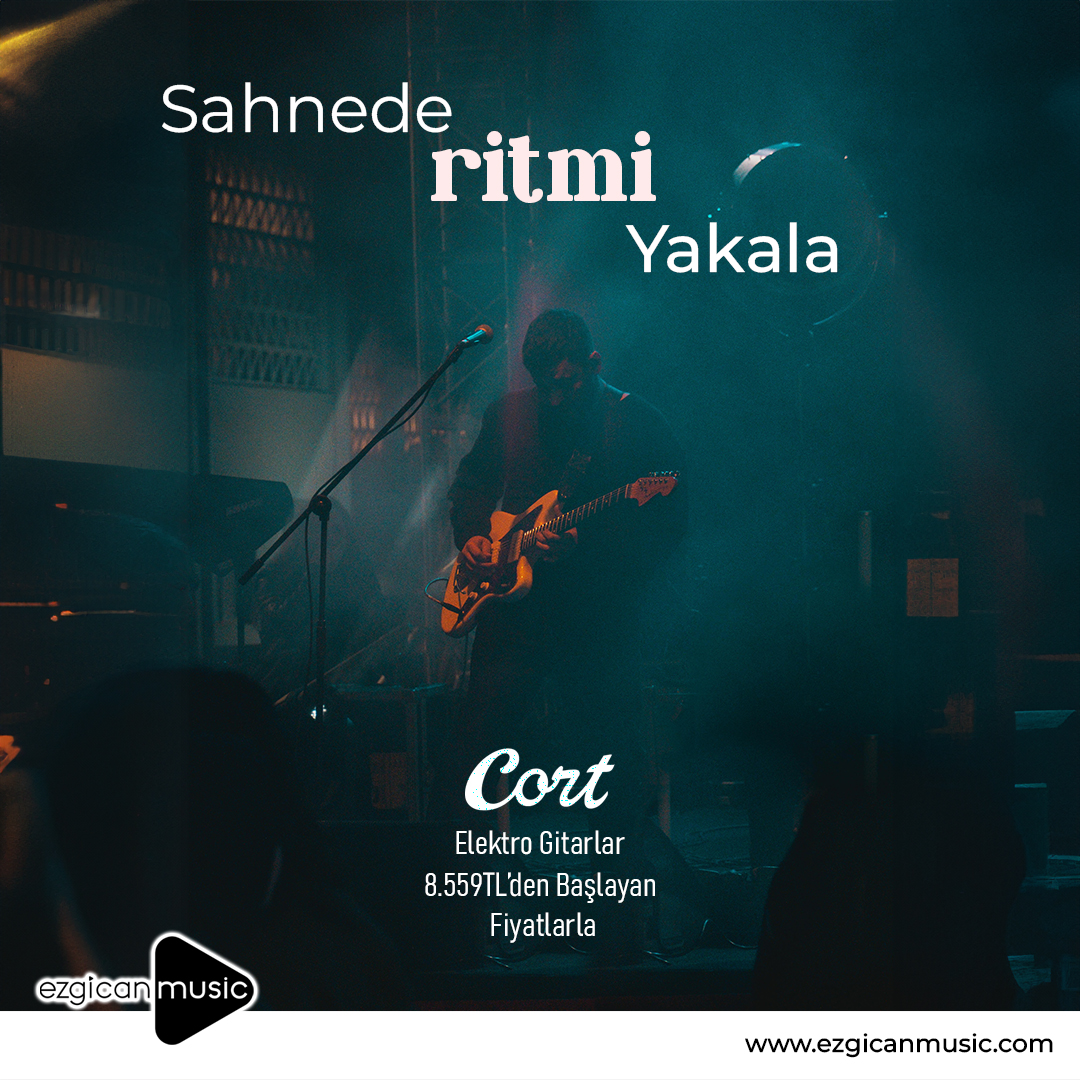 Sahnede
ritmi
Yakala
Cort
Elektro Gitarlar
8.559TL'den Başlayan
Fiyatlarla
ezgican music
www.ezgicanmusic.com